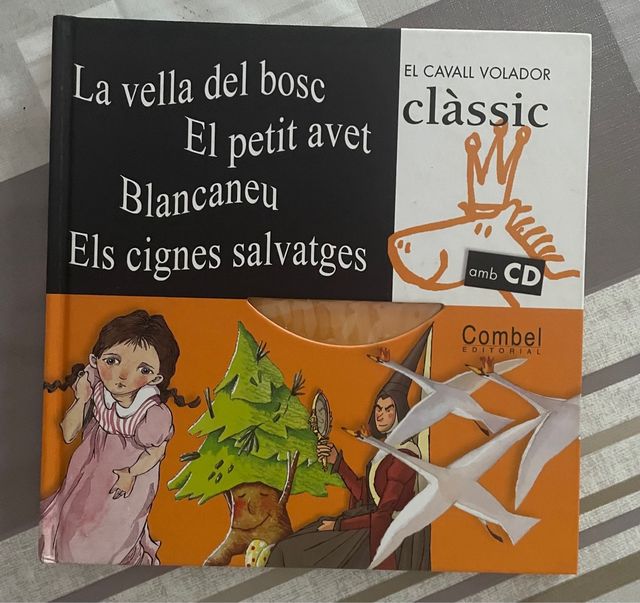 La vella del bosc
El petit avet
Blancaneu
Els cignes salvatges
EL CAVALL VOLADOR
clàssic
amb CD
Combel
EDITORIAL